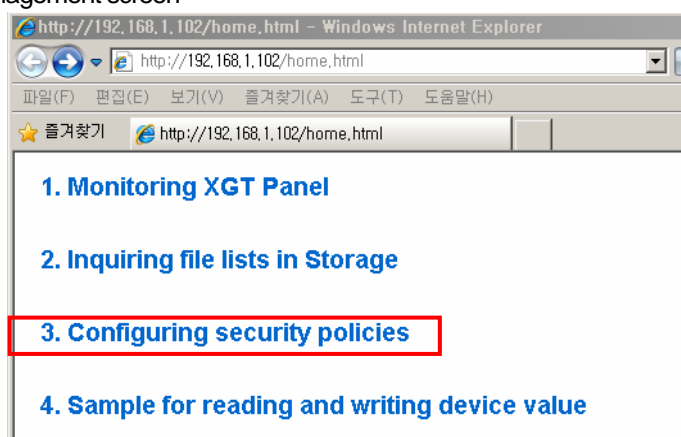 nagement screen
http://192.168.1.102/home.html - Windows Internet Explorer
http://192.168.1.102/home.html
파일(F) 편집(E) 보기(V) 즐겨찾기(A) 도구(T) 도움말(H)
즐겨찾기 http://192.168.1.102/home.html
1. Monitoring XGT Panel
2. Inquiring file lists in Storage
3. Configuring security policies
4. Sample for reading and writing device value